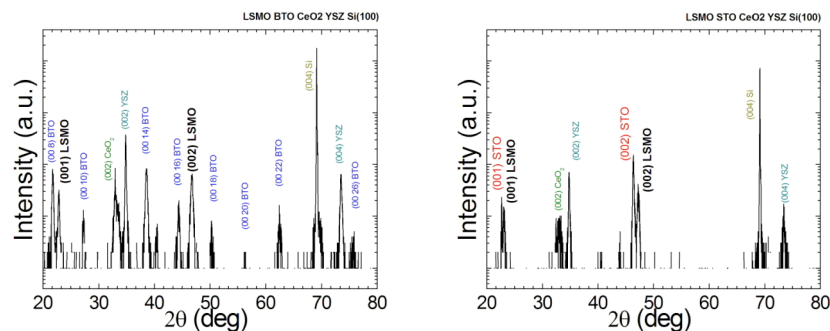 LSMO BTO CeO2 YSZ Si(100)
Intensity (a.u.)
(00 8) BTO
(001) LSMO
(00 10) BTO
(002) CeO₂
(002) YSZ
(00 14) BTO
(00 16) BTO
(002) LSMO
(00 18) BTO
(00 20) BTO
(00 22) BTO
(004) Si
(004) YSZ
(00 26) BTO
20 30 40 50 60 70 80
2θ (deg)
LSMO STO CeO2 YSZ Si(100)
Intensity (a.u.)
(001) STO
(001) LSMO
(002) CeO₂
(002) YSZ
(002) STO
(002) LSMO
(004) Si
(004) YSZ
20 30 40 50 60 70 80
2θ (deg)